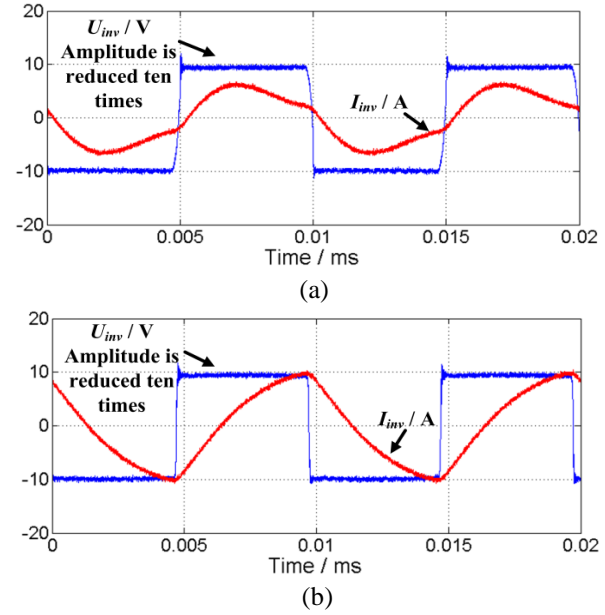 U_inv / V
Amplitude is
reduced ten
times
I_inv / A
20
10
0
-10
-20
0 0.005 0.01 0.015 0.02
Time / ms
(a)
U_inv / V
Amplitude is
reduced ten
times
I_inv / A
20
10
0
-10
-20
0 0.005 0.01 0.015 0.02
Time / ms
(b)